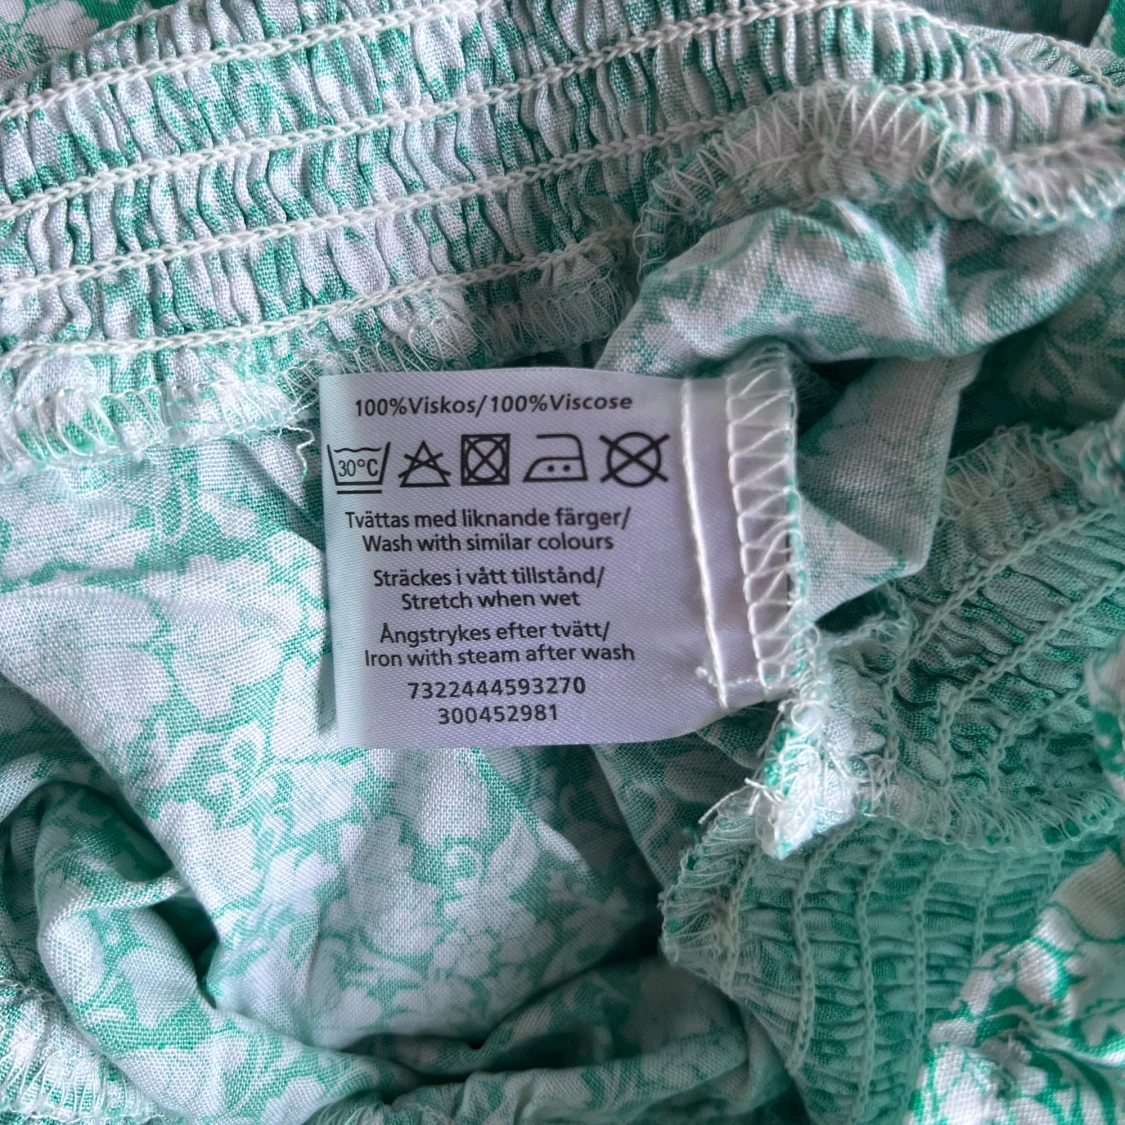 100%Viskos/100%Viscose
30°C
Tvättas med liknande färger/
Wash with similar colours
Sträckes i vått tillstånd/
Stretch when wet
Ångstrykes efter tvätt/
Iron with steam after wash
7322444593270
300452981